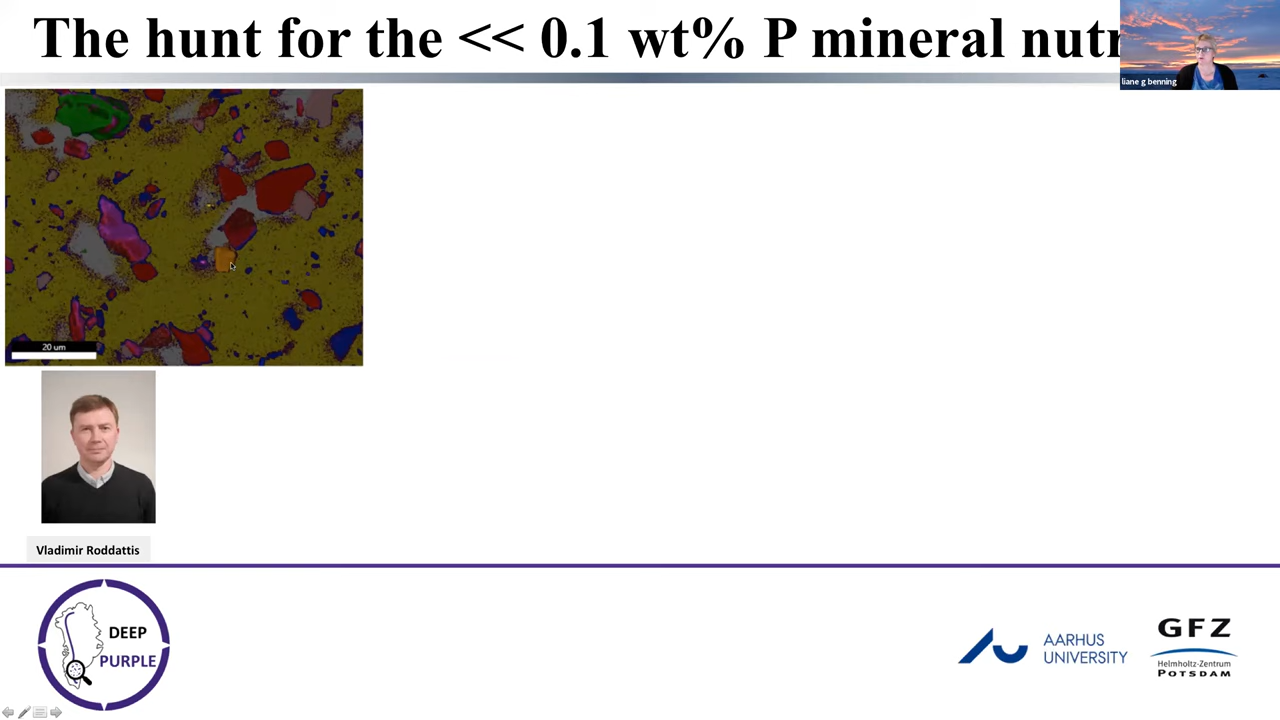 The hunt for the << 0.1 wt% P mineral nutr
liane g benning
20 um
Vladimir Roddattis
DEEP
PURPLE
AARHUS
UNIVERSITY
GFZ
Helmholtz-Zentrum
POTSDAM